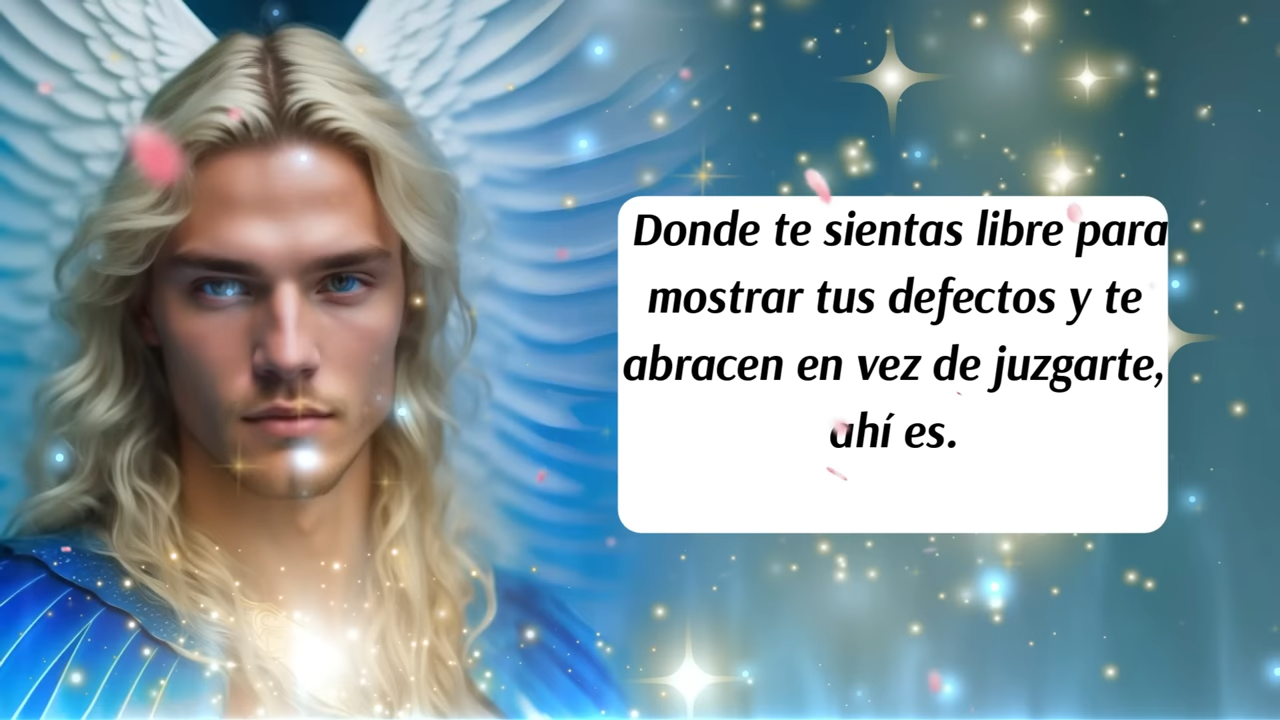 Donde te sientas libre para
mostrar tus defectos y te
abracen en vez de juzgarte,
ahí es.